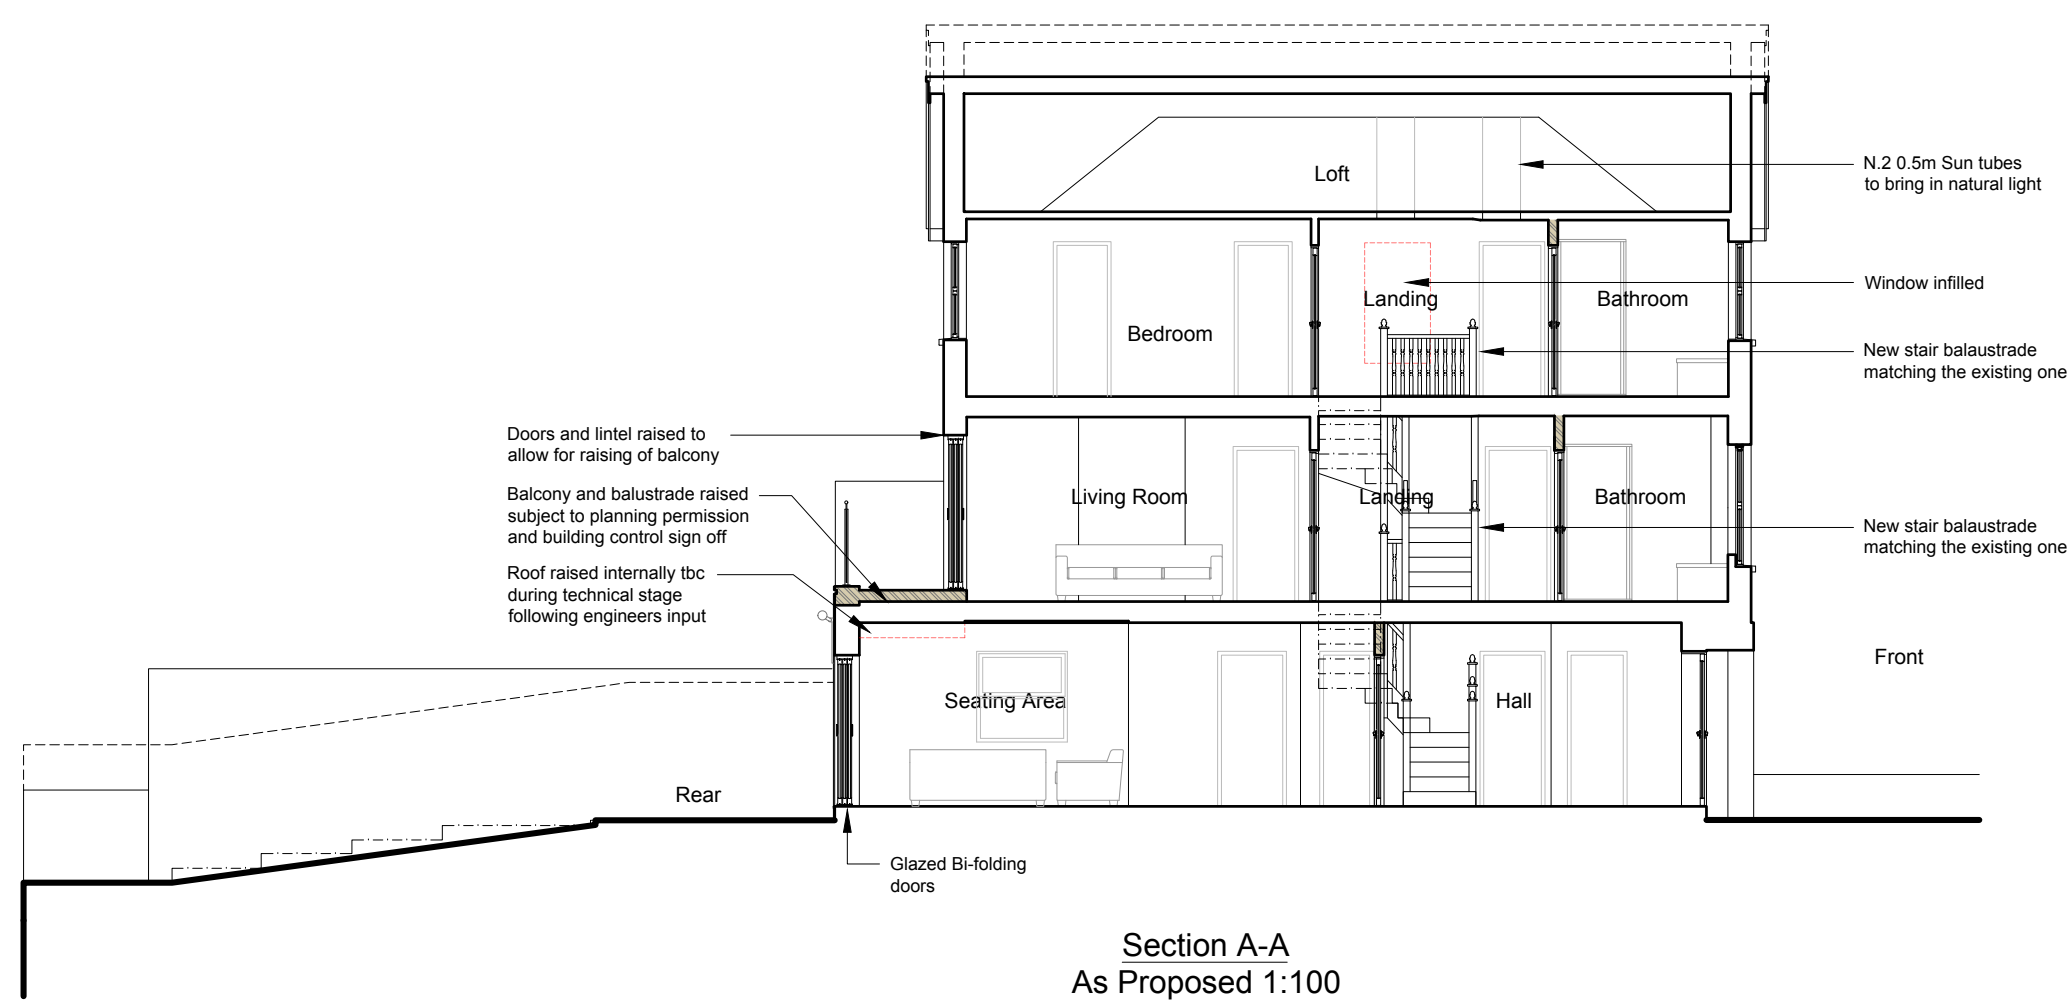 Loft
N.2 0.5m Sun tubes
to bring in natural light
Window infilled
Landing
Bathroom
Bedroom
New stair balaustrade
matching the existing one
Doors and lintel raised to
allow for raising of balcony
Balcony and balustrade raised
subject to planning permission
and building control sign off
Living Room
Landing
Bathroom
New stair balaustrade
matching the existing one
Roof raised internally tbc
during technical stage
following engineers input
Front
Seating Area
Hall
Rear
Glazed Bi-folding
doors
Section A-A
As Proposed 1:100